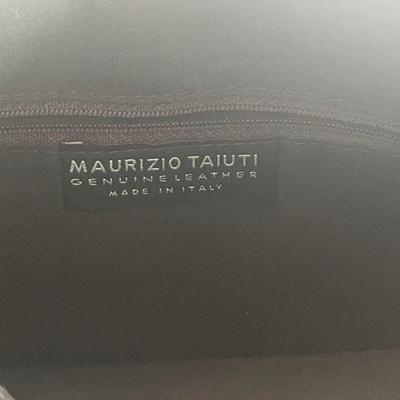 MAURIZIO TAIUTI
GENUINE LEATHER
MADE IN ITALY